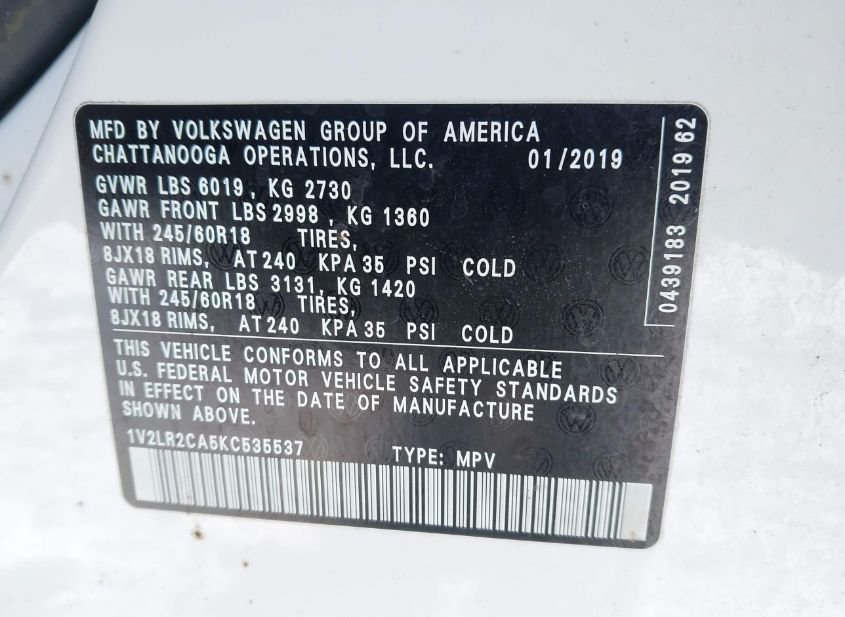 MFD BY VOLKSWAGEN GROUP OF AMERICA
CHATTANOOGA OPERATIONS, LLC. 01/2019
GVWR LBS 6019, KG 2730
GAWR FRONT LBS 2998, KG 1360
WITH 245/60R18 TIRES,
8JX18 RIMS, AT 240 KPA 35 PSI COLD
GAWR REAR LBS 3131, KG 1420
WITH 245/60R18 TIRES,
8JX18 RIMS, AT 240 KPA 35 PSI COLD
THIS VEHICLE CONFORMS TO ALL APPLICABLE
U.S. FEDERAL MOTOR VEHICLE SAFETY STANDARDS
IN EFFECT ON THE DATE OF MANUFACTURE
SHOWN ABOVE.
1V2LR2CA5KC535537 TYPE: MPV
0439183 2019 62